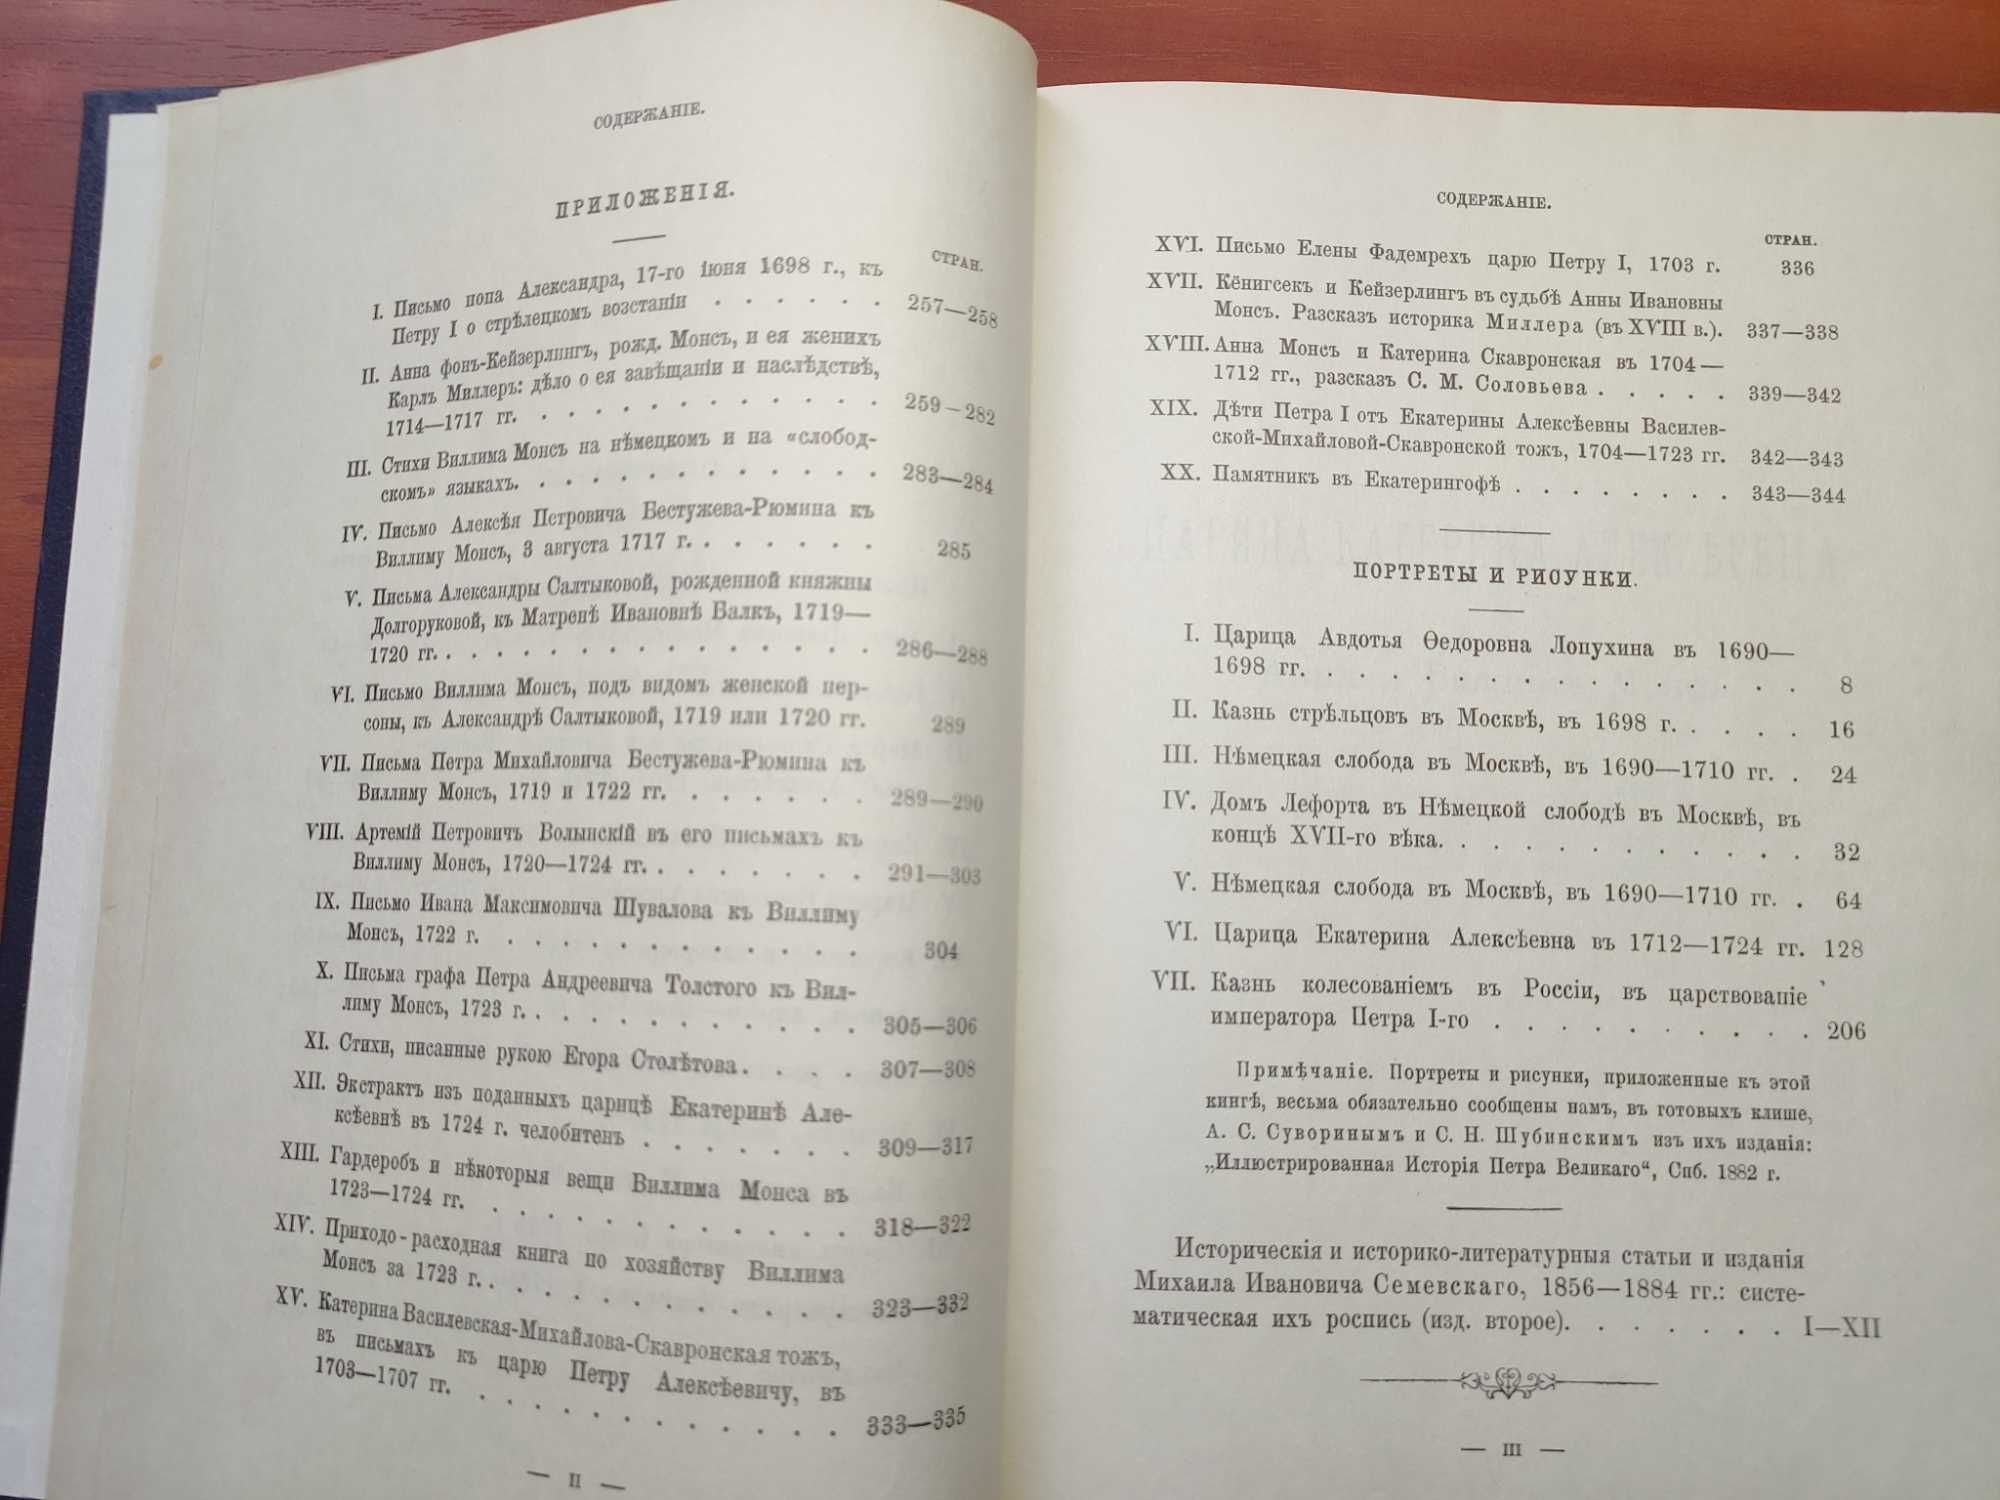 СОДЕРЖАНІЕ.
ПРИЛОЖЕНІЯ.
СТРАН.
I. Письмо попа Александра, 17-го іюня 1698 г., къ
Петру I о стрѣлецкомъ возстаніи . . . . . . 257—258
II. Анна фонъ-Кейзерлингъ, рожд. Монсъ, и ея женихъ
Карлъ Миллеръ: дѣло о ея завѣщаніи и наслѣдствѣ,
1714—1717 гг. . . . . . . . . . . . . 259—282
III. Стихи Виллима Монсъ на нѣмецкомъ и на «слобод-
скомъ» языкахъ. . . . . . . . . . . . 283—284
IV. Письмо Алексѣя Петровича Бестужева-Рюмина къ
Виллиму Монсъ, 3 августа 1717 г. . . . . . . 285
V. Письма Александры Салтыковой, рожденной княжны
Долгоруковой, къ Матренѣ Ивановнѣ Балкъ, 1719—
1720 гг. . . . . . . . . . . . . . . . 286—288
VI. Письмо Виллима Монсъ, подъ видомъ женской пер-
соны, къ Александрѣ Салтыковой, 1719 или 1720 гг. 289
VII. Письма Петра Михайловича Бестужева-Рюмина къ
Виллиму Монсъ, 1719 и 1722 гг. . . . . . . 289—290
VIII. Артемій Петровичъ Волынскій въ его письмахъ къ
Виллиму Монсъ, 1720—1724 гг. . . . . . . . 291—303
IX. Письмо Ивана Максимовича Шувалова къ Виллиму
Монсъ, 1722 г. . . . . . . . . . . . . 304
X. Письма графа Петра Андреевича Толстого къ Вил-
лиму Монсъ, 1723 г. . . . . . . . . . . . 305—306
XI. Стихи, писанные рукою Егора Столѣтова. . . . . 307—308
XII. Экстрактъ изъ поданныхъ царицѣ Екатеринѣ Але-
ксѣевнѣ въ 1724 г. челобитенъ . . . . . . . 309—317
XIII. Гардеробъ и нѣкоторыя вещи Виллима Монса въ
1723—1724 гг. . . . . . . . . . . . . 318—322
XIV. Приходо-расходная книга по хозяйству Виллима
Монсъ за 1723 г. . . . . . . . . . . . . 323—332
XV. Катерина Василевская-Михайлова-Скавронская тожъ,
въ письмахъ къ царю Петру Алексѣевичу, въ
1703—1707 гг. . . . . . . . . . . . . 333—335
— II —
СОДЕРЖАНІЕ.
СТРАН.
XVI. Письмо Елены Фадемрехъ царю Петру I, 1703 г. 336
XVII. Кёнигсек и Кейзерлингъ въ судьбѣ Анны Ивановны
Монсъ. Разсказъ историка Миллера (въ XVIII в.). 337—338
XVIII. Анна Монсъ и Катерина Скавронская въ 1704—
1712 гг., разсказъ С. М. Соловьева . . . . . 339—342
XIX. Дѣти Петра I отъ Екатерины Алексѣевны Василев-
ской-Михайловой-Скавронской тожъ, 1704—1723 гг. 342—343
XX. Памятникъ въ Екатерингофѣ . . . . . . . . 343—344
ПОРТРЕТЫ И РИСУНКИ.
I. Царица Авдотья Ѳедоровна Лопухина въ 1690—
1698 гг. . . . . . . . . . . . . . . . 8
II. Казнь стрѣльцовъ въ Москвѣ, въ 1698 г. . . . . 16
III. Нѣмецкая слобода въ Москвѣ, въ 1690—1710 гг. . 24
IV. Домъ Лефорта въ Нѣмецкой слободѣ въ Москвѣ, въ
концѣ XVII-го вѣка. . . . . . . . . . . . 32
V. Нѣмецкая слобода въ Москвѣ, въ 1690—1710 гг. . 64
VI. Царица Екатерина Алексѣевна въ 1712—1724 гг. 128
VII. Казнь колесованіемъ въ Россіи, въ царствованіе
императора Петра I-го . . . . . . . . . . 206
Примѣчаніе. Портреты и рисунки, приложенные къ этой
книгѣ, весьма обязательно сообщены намъ, въ готовыхъ клише,
А. С. Суворинымъ и С. Н. Шубинскимъ изъ ихъ изданія:
„Иллюстрированная Исторія Петра Великаго“, Спб. 1882 г.
Историческія и историко-литературныя статьи и изданія
Михаила Ивановича Семевскаго, 1856—1884 гг.: систе-
матическая ихъ роспись (изд. второе). . . . . . . I—XII
— III —